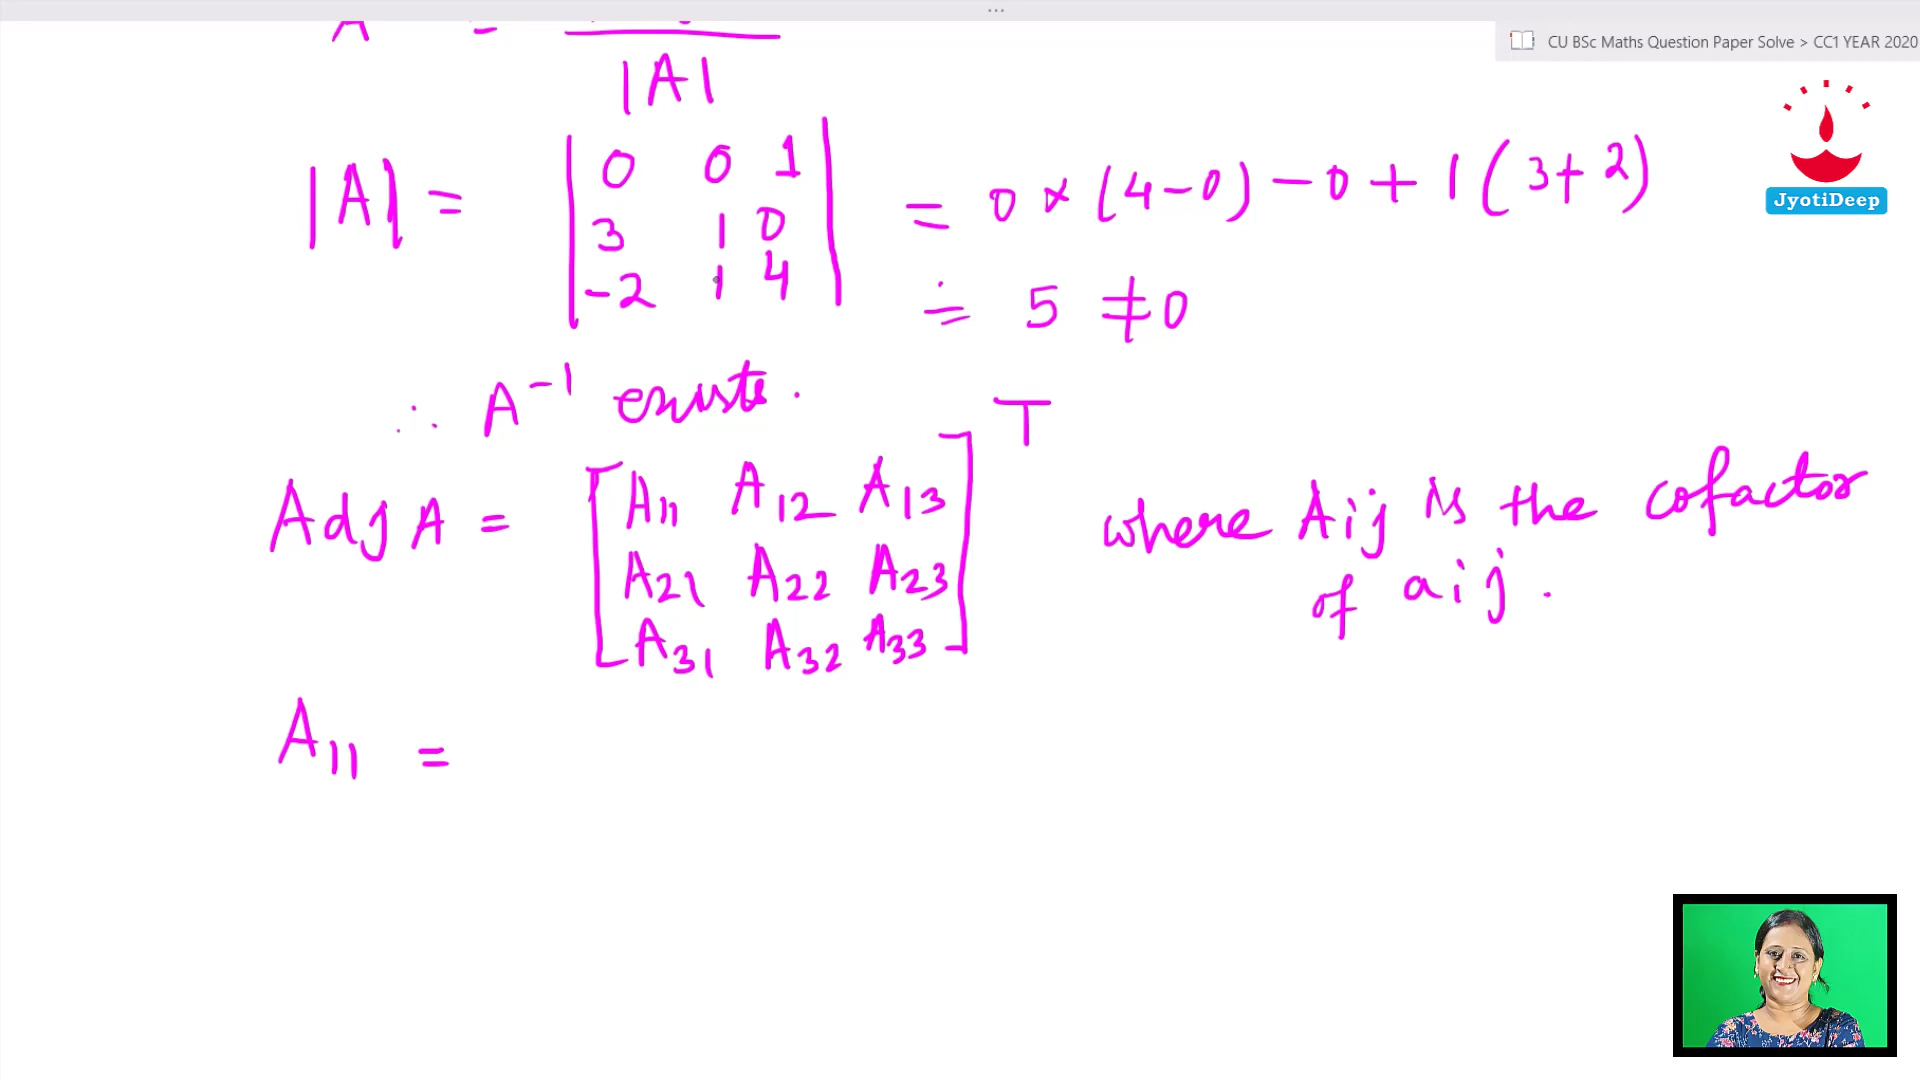 ...
CU BSc Maths Question Paper Solve > CC1 YEAR 2020
A =
|A|
JyotiDeep
|A| = | 0 0 1 | = 0 × (4-0) - 0 + 1 (3+2)
| 3 1 0 |
| -2 1 4 | = 5 ≠ 0
∴ A⁻¹ exists.
Adj A = [ A11 A12 A13 ] T where Aij is the cofactor
[ A21 A22 A23 ] of aij.
[ A31 A32 A33 ]
A11 =